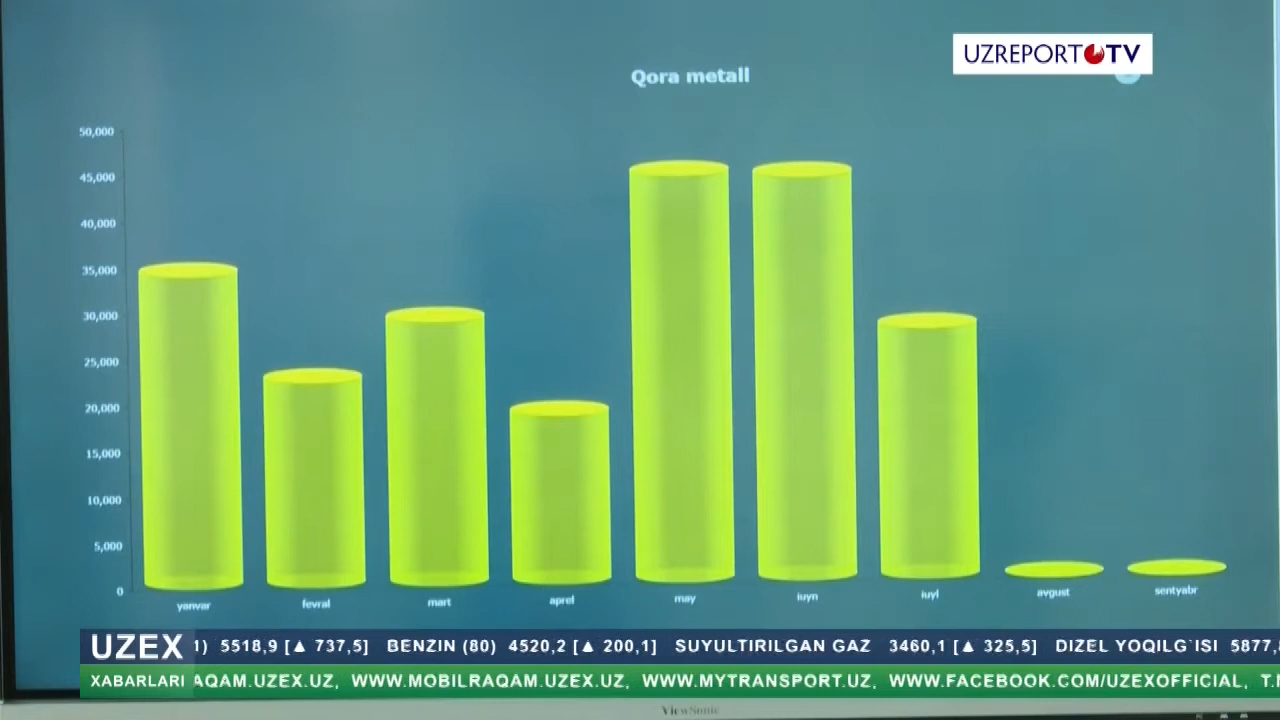 UZREPORT TV
Qora metall
50,000
45,000
40,000
35,000
30,000
25,000
20,000
15,000
10,000
5,000
0
yanvar fevral mart aprel may iuyn iuyl avgust sentyabr
UZEX 1) 5518,9 [▲ 737,5] BENZIN (80) 4520,2 [▲ 200,1] SUYULTIRILGAN GAZ 3460,1 [▲ 325,5] DIZEL YOQILG`ISI 5877,8
XABARLARI AQAM.UZEX.UZ, WWW.MOBILRAQAM.UZEX.UZ, WWW.MYTRANSPORT.UZ, WWW.FACEBOOK.COM/UZEXOFFICIAL, T.M
ViewSonic